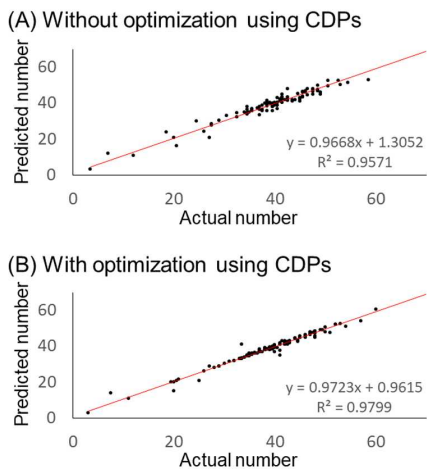 (A) Without optimization using CDPs
Predicted number
60
40
20
0
y = 0.9668x + 1.3052
R² = 0.9571
0 20 40 60
Actual number
(B) With optimization using CDPs
Predicted number
60
40
20
0
y = 0.9723x + 0.9615
R² = 0.9799
0 20 40 60
Actual number